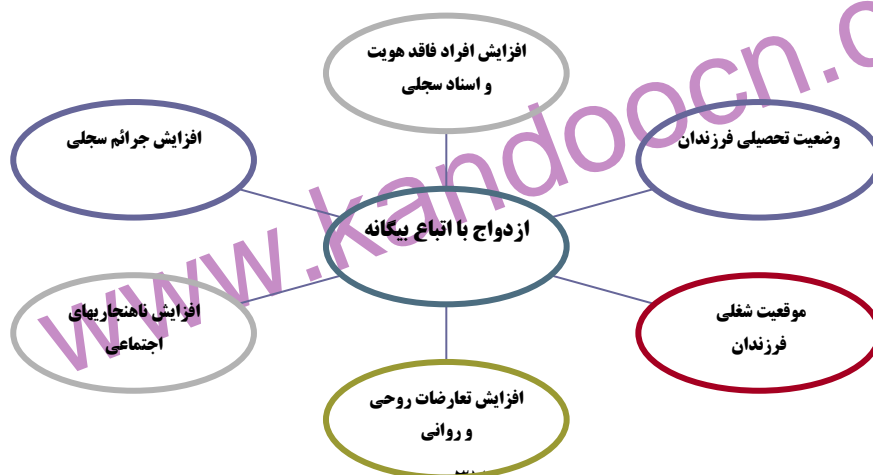 افزایش افراد فاقد هویت
و اسناد سجلی
وضعیت تحصیلی فرزندان
افزایش جرائم سجلی
ازدواج با اتباع بیگانه
موقعیت شغلی
فرزندان
افزایش ناهنجاریهای
اجتماعی
افزایش تعارضات روحی
و روانی
www.kandoocn.c